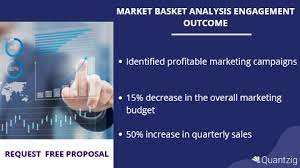 MARKET BASKET ANALYSIS ENGAGEMENT
OUTCOME
• Identified profitable marketing campaigns
• 15% decrease in the overall marketing
budget
• 50% increase in quarterly sales
REQUEST FREE PROPOSAL
Quantzig